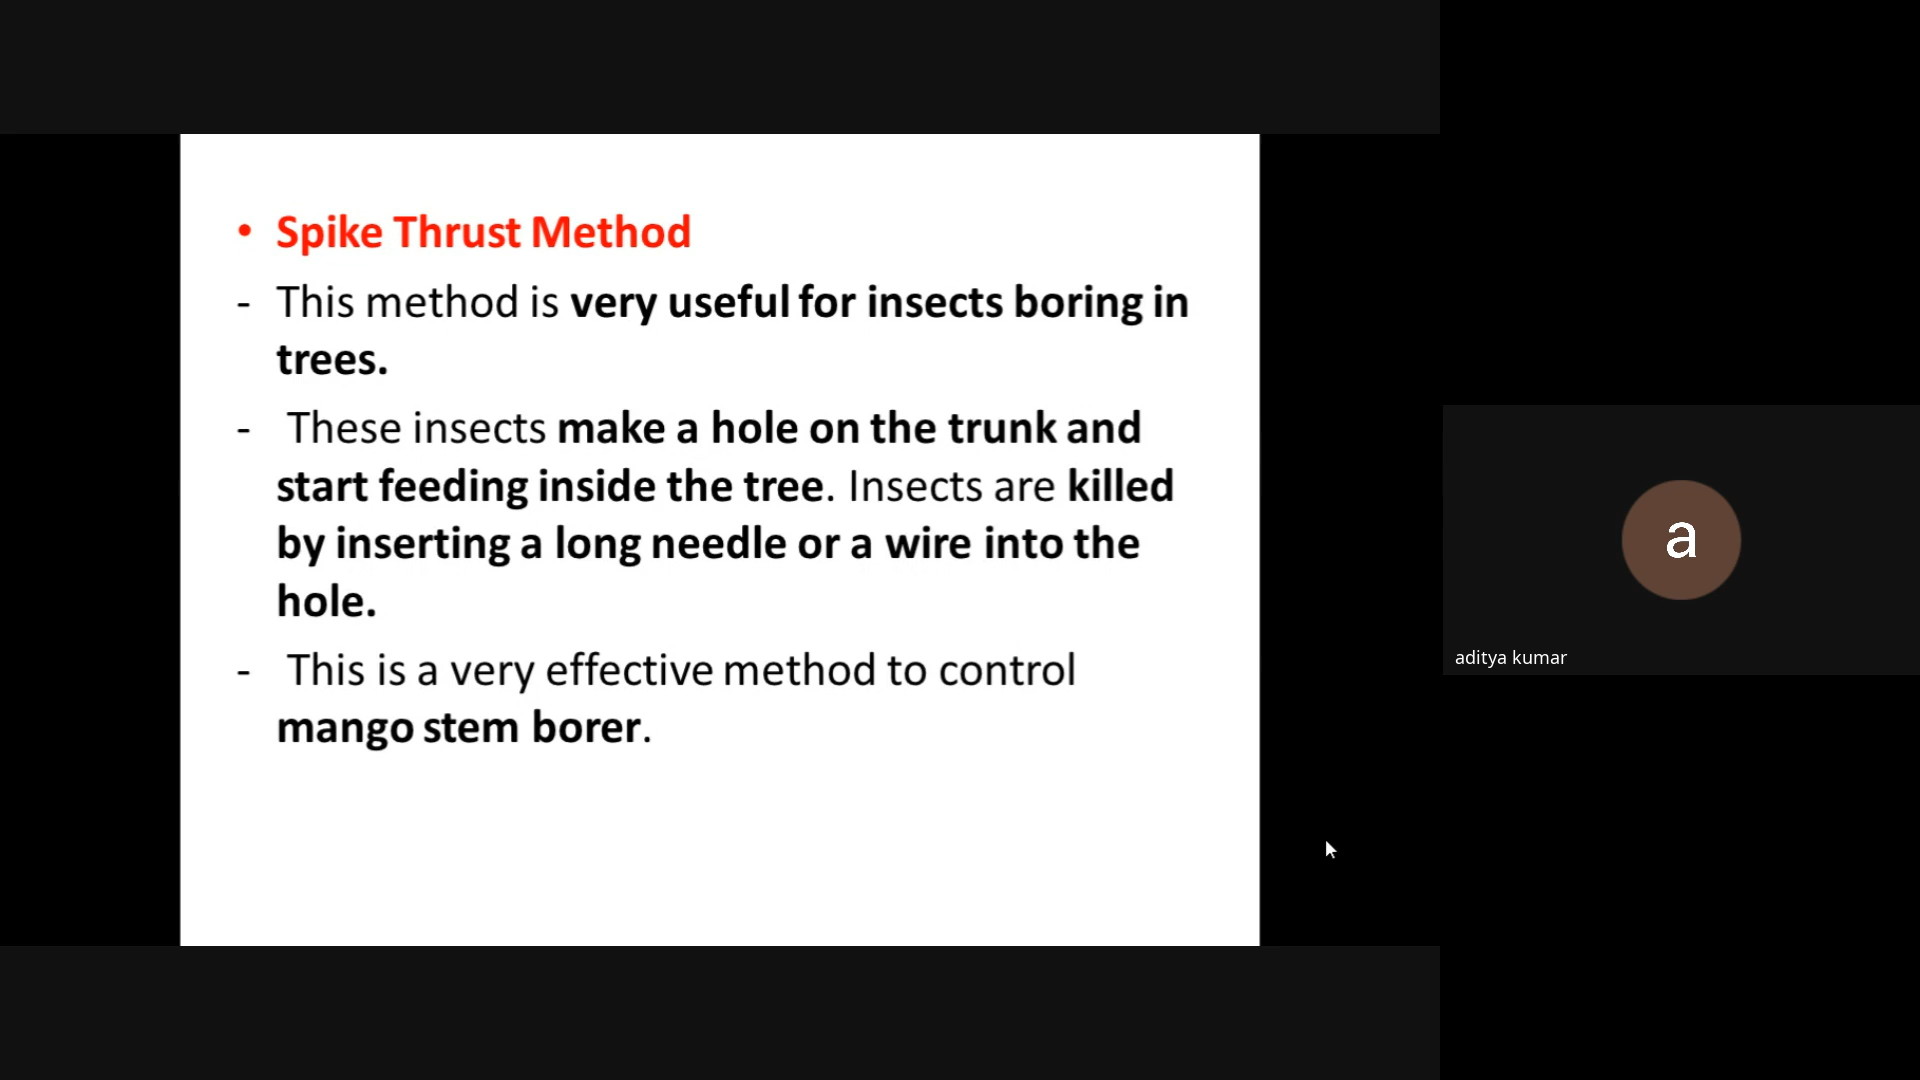 • Spike Thrust Method
- This method is very useful for insects boring in
trees.
- These insects make a hole on the trunk and
start feeding inside the tree. Insects are killed
by inserting a long needle or a wire into the
hole.
- This is a very effective method to control
mango stem borer.
a
aditya kumar